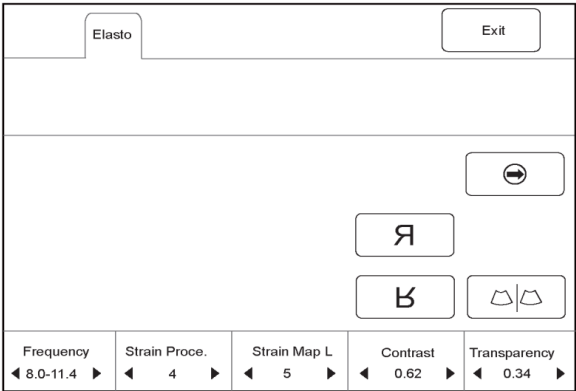 Elasto
Exit
Я
R
Frequency
8.0-11.4
Strain Proce.
4
Strain Map L
5
Contrast
0.62
Transparency
0.34